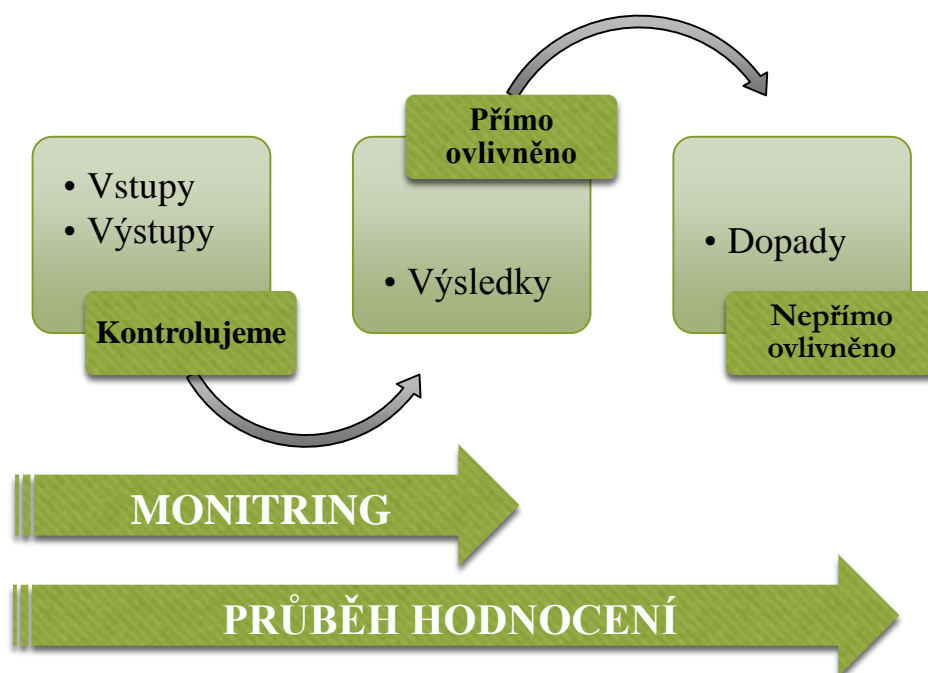 • Vstupy
• Výstupy
Kontrolujeme
Přímo
ovlivněno
• Výsledky
• Dopady
Nepřímo
ovlivněno
MONITRING
PRŮBĚH HODNOCENÍ